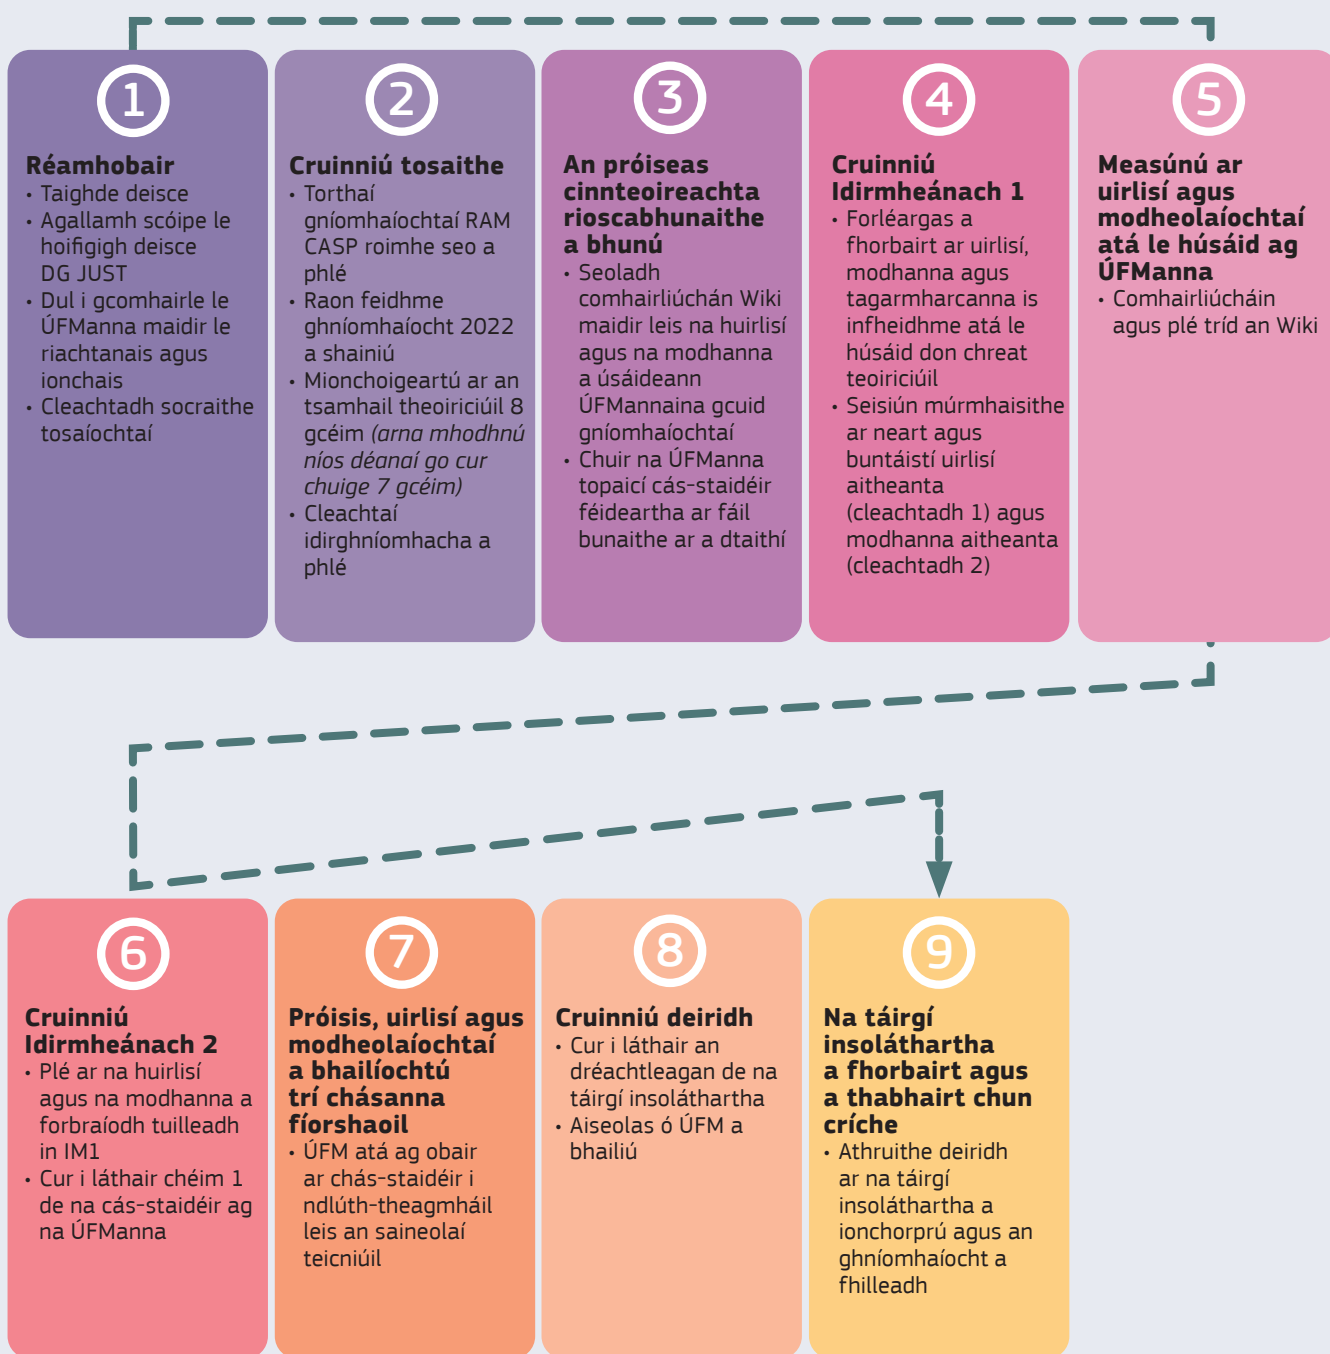 1
Réamhobair
• Taighde deisce
• Agallamh scóipe le
hoifigigh deisce
DG JUST
• Dul i gcomhairle le
ÚFManna maidir le
riachtanais agus
ionchais
• Cleachtadh socraithe
tosaíochtaí
2
Cruinniú tosaithe
• Torthaí
gníomhaíochtaí RAM
CASP roimhe seo a
phlé
• Raon feidhme
ghníomhaíocht 2022
a shainiú
• Mionchoigeartú ar an
tsamhail theoiriciúil 8
gcéim (arna mhodhnú
níos déanaí go cur
chuige 7 gcéim)
• Cleachtaí
idirghníomhacha a
phlé
3
An próiseas
cinnteoireachta
rioscabhunaithe
a bhunú
• Seoladh
comhairliúchán Wiki
maidir leis na huirlisí
agus na modhanna
a úsáideann
ÚFMannaina gcuid
gníomhaíochtaí
• Chuir na ÚFManna
topaicí cás-staidéir
féideartha ar fáil
bunaithe ar a dtaithí
4
Cruinniú
Idirmheánach 1
• Forléargas a
fhorbairt ar uirlisí,
modhanna agus
tagarmharcanna is
infheidhme atá le
húsáid don chreat
teoiriciúil
• Seisiún múrmhaisithe
ar neart agus
buntáistí uirlisí
aitheanta
(cleachtadh 1) agus
modhanna aitheanta
(cleachtadh 2)
5
Measúnú ar
uirlisí agus
modheolaíochtaí
atá le húsáid ag
ÚFManna
• Comhairliúcháin
agus plé tríd an Wiki
6
Cruinniú
Idirmheánach 2
• Plé ar na huirlisí
agus na modhanna a
forbraíodh tuilleadh
in IM1
• Cur i láthair chéim 1
de na cás-staidéir ag
na ÚFManna
7
Próisis, uirlisí agus
modheolaíochtaí
a bhailíochtú
trí chásanna
fíorshaoil
• ÚFM atá ag obair
ar chás-staidéir i
ndlúth-theagmháil
leis an saineolaí
teicniúil
8
Cruinniú deiridh
• Cur i láthair an
dréachtleagan de na
táirgí insoláthartha
• Aiseolas ó ÚFM a
bhailiú
9
Na táirgí
insoláthartha
a fhorbairt agus
a thabhairt chun
críche
• Athruithe deiridh
ar na táirgí
insoláthartha a
ionchorprú agus an
ghníomhaíocht a
fhilleadh